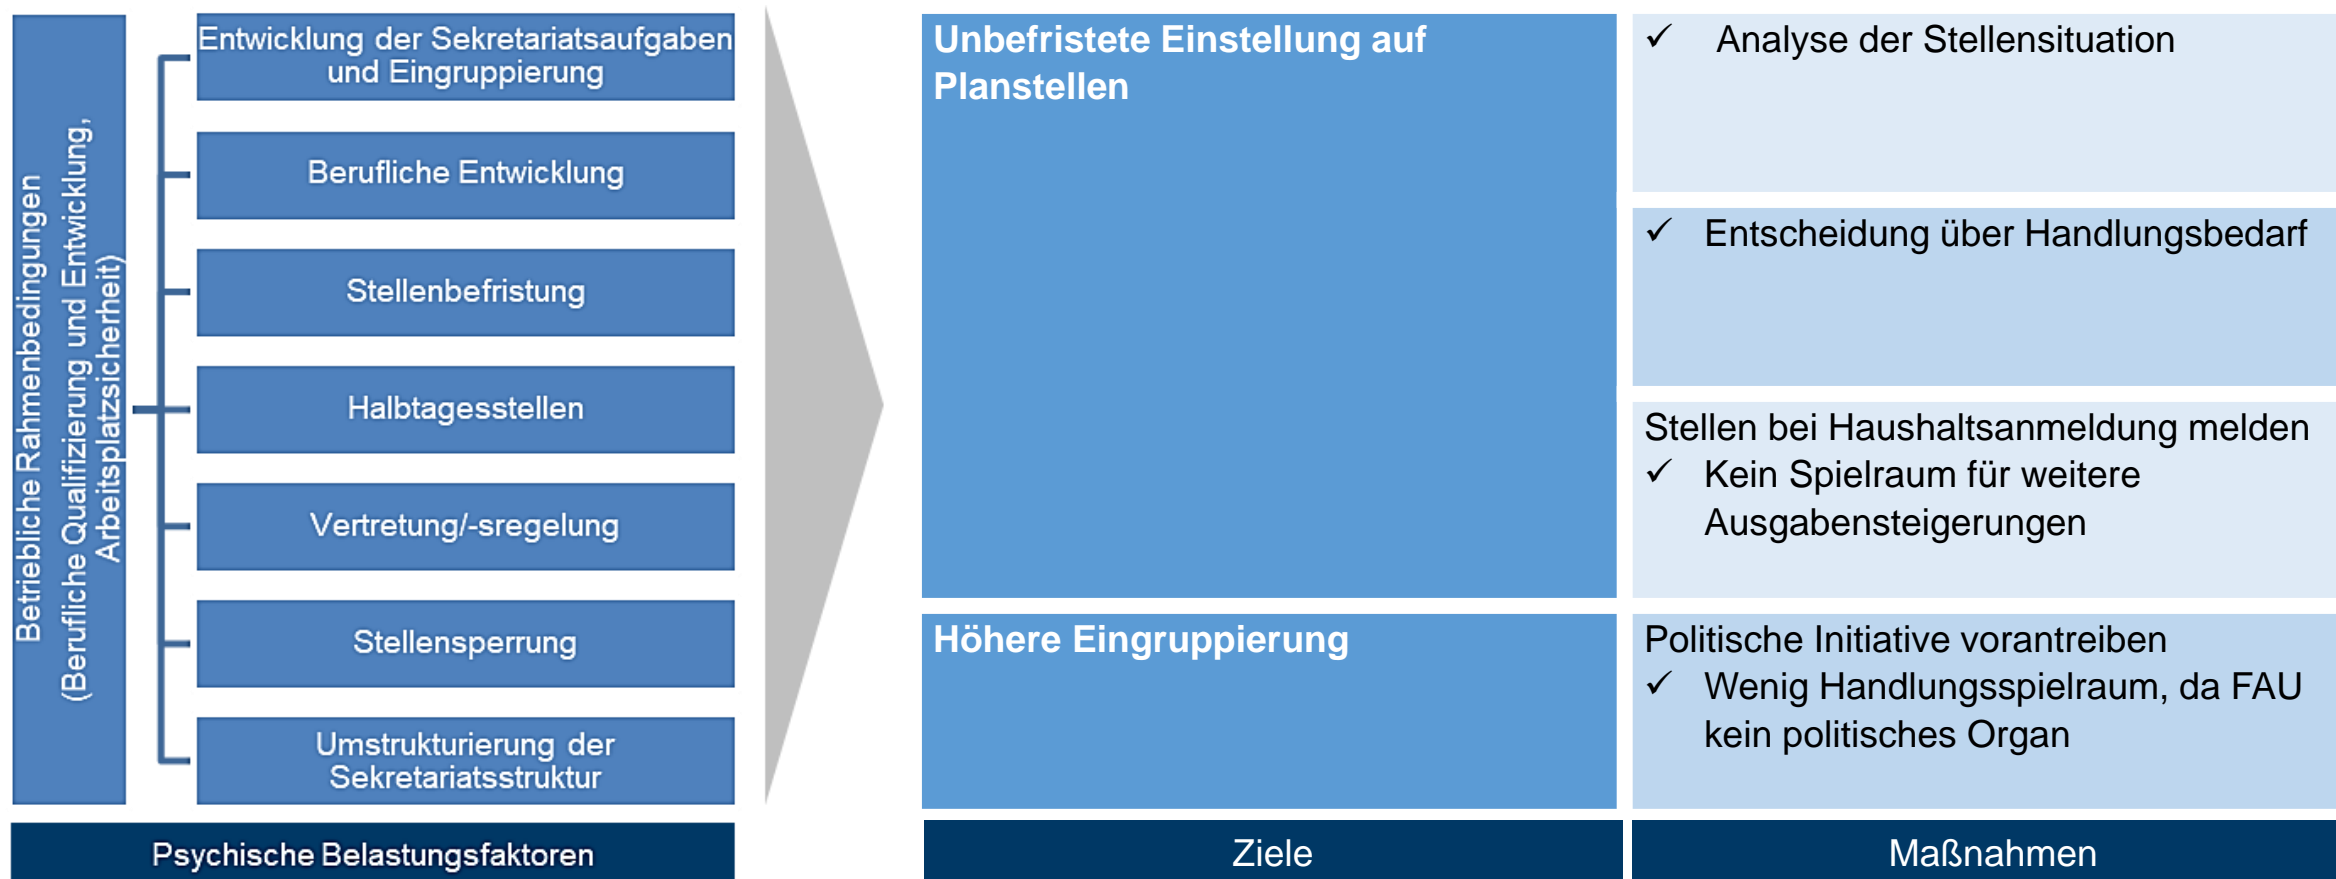 Betriebliche Rahmenbedingungen
(Berufliche Qualifizierung und Entwicklung,
Arbeitsplatzsicherheit)
Entwicklung der Sekretariatsaufgaben
und Eingruppierung
Berufliche Entwicklung
Stellenbefristung
Halbtagesstellen
Vertretung/-sregelung
Stellensperrung
Umstrukturierung der
Sekretariatsstruktur
Psychische Belastungsfaktoren
Unbefristete Einstellung auf
Planstellen
Höhere Eingruppierung
Ziele
✓ Analyse der Stellensituation
✓ Entscheidung über Handlungsbedarf
Stellen bei Haushaltsanmeldung melden
✓ Kein Spielraum für weitere
Ausgabensteigerungen
Politische Initiative vorantreiben
✓ Wenig Handlungsspielraum, da FAU
kein politisches Organ
Maßnahmen